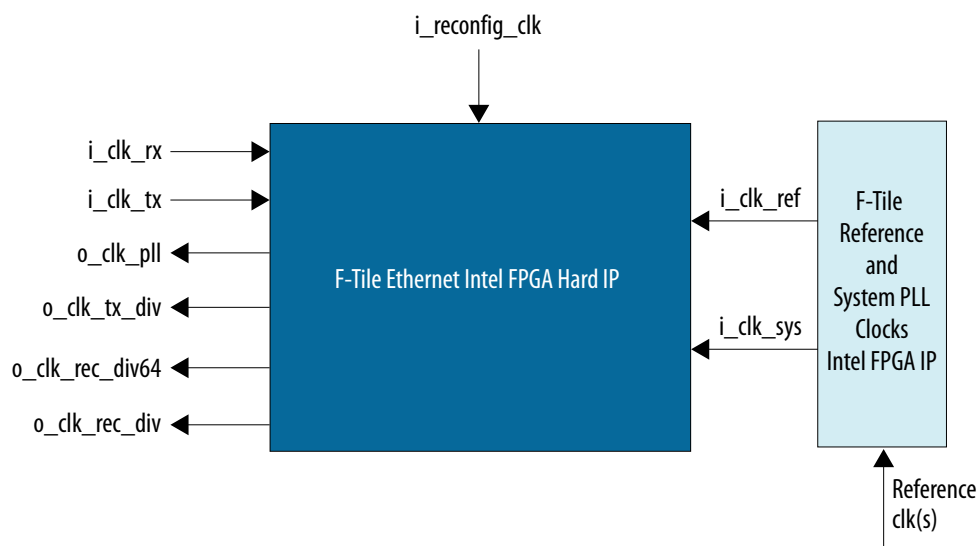 i_reconfig_clk
i_clk_rx
i_clk_tx
o_clk_pll
o_clk_tx_div
o_clk_rec_div64
o_clk_rec_div
F-Tile Ethernet Intel FPGA Hard IP
i_clk_ref
i_clk_sys
F-Tile
Reference
and
System PLL
Clocks
Intel FPGA IP
Reference
clk(s)